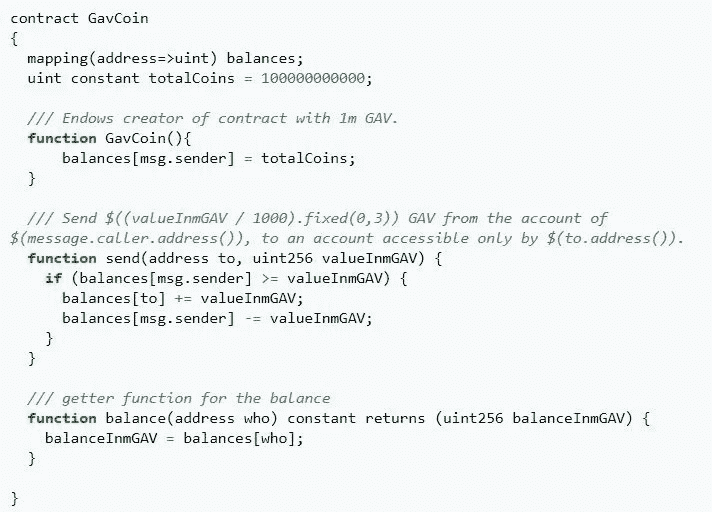 contract GavCoin
{
  mapping(address=>uint) balances;
  uint constant totalCoins = 100000000000;

  /// Endows creator of contract with 1m GAV.
  function GavCoin(){
      balances[msg.sender] = totalCoins;
  }

  /// Send $((valueInmGAV / 1000).fixed(0,3)) GAV from the account of
$(message.caller.address()), to an account accessible only by $(to.address()).
  function send(address to, uint256 valueInmGAV) {
    if (balances[msg.sender] >= valueInmGAV) {
      balances[to] += valueInmGAV;
      balances[msg.sender] -= valueInmGAV;
    }
  }

  /// getter function for the balance
  function balance(address who) constant returns (uint256 balanceInmGAV) {
    balanceInmGAV = balances[who];
  }

}